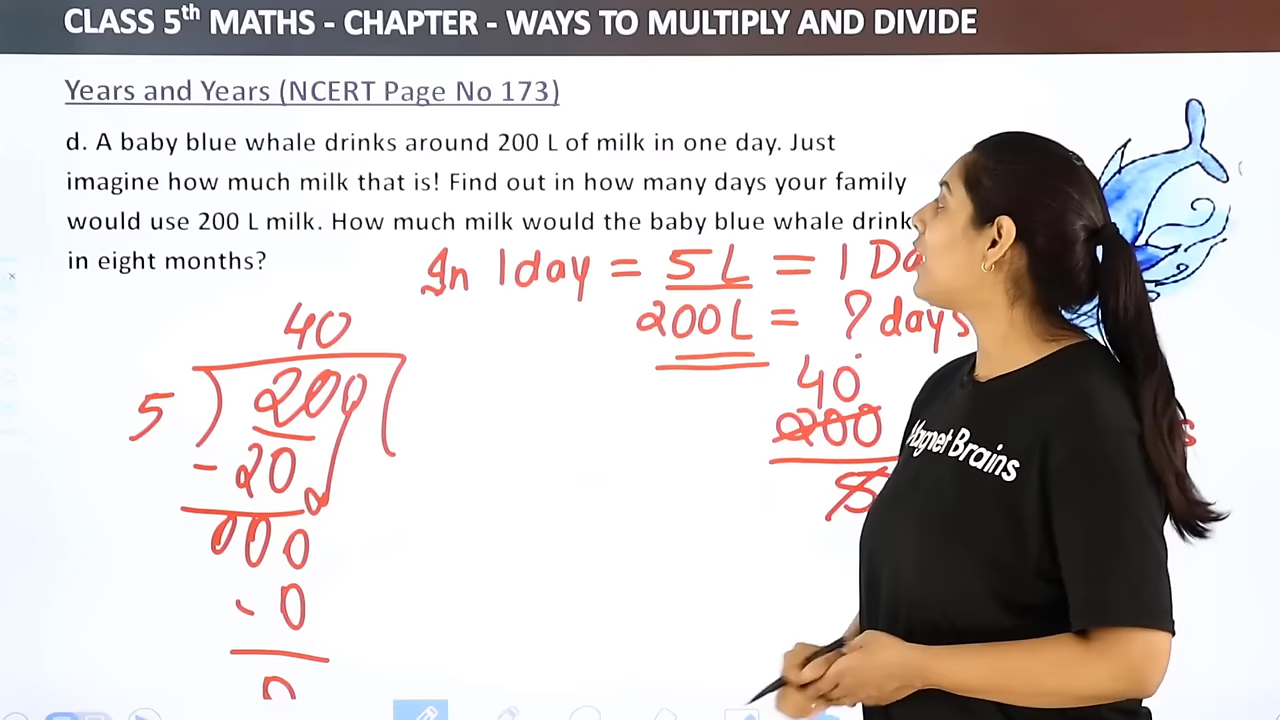 CLASS 5th MATHS - CHAPTER - WAYS TO MULTIPLY AND DIVIDE
Years and Years (NCERT Page No 173)
d. A baby blue whale drinks around 200 L of milk in one day. Just
imagine how much milk that is! Find out in how many days your family
would use 200 L milk. How much milk would the baby blue whale drink
in eight months?
In 1day = 5 L = 1 Da
200L = ? days
40
5 ) 200 (
- 20
000
- 0
0
40
200
5
Magnet Brains
s